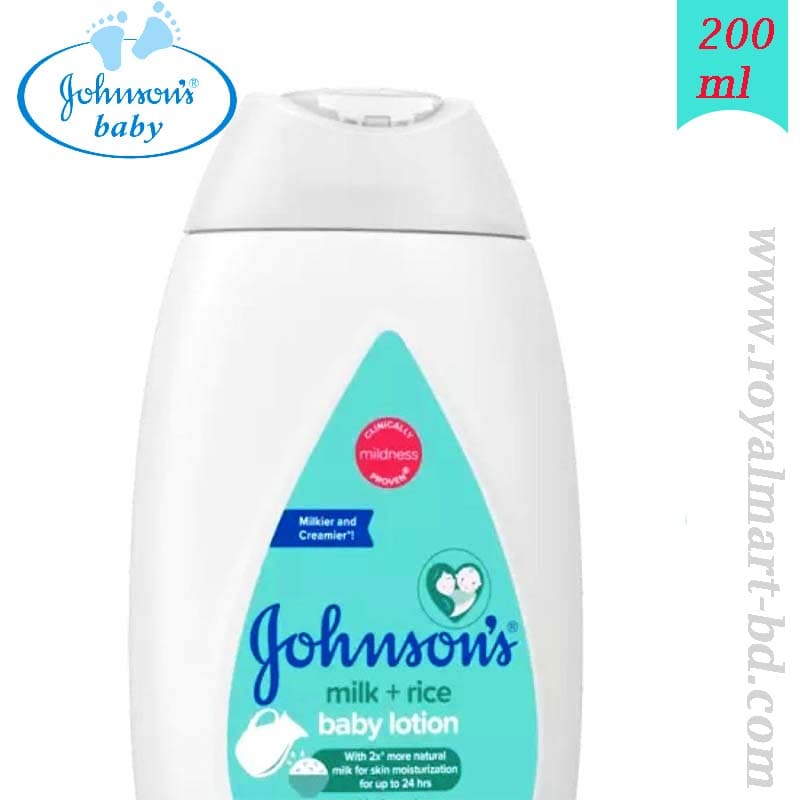 Johnson's®
baby
200
ml
www.royalmart-bd.com
CLINICALLY
mildness
PROVEN®
Milkier and
Creamier*!
Johnson's®
milk + rice
baby lotion
With 2x* more natural
milk for skin moisturization
for up to 24 hrs